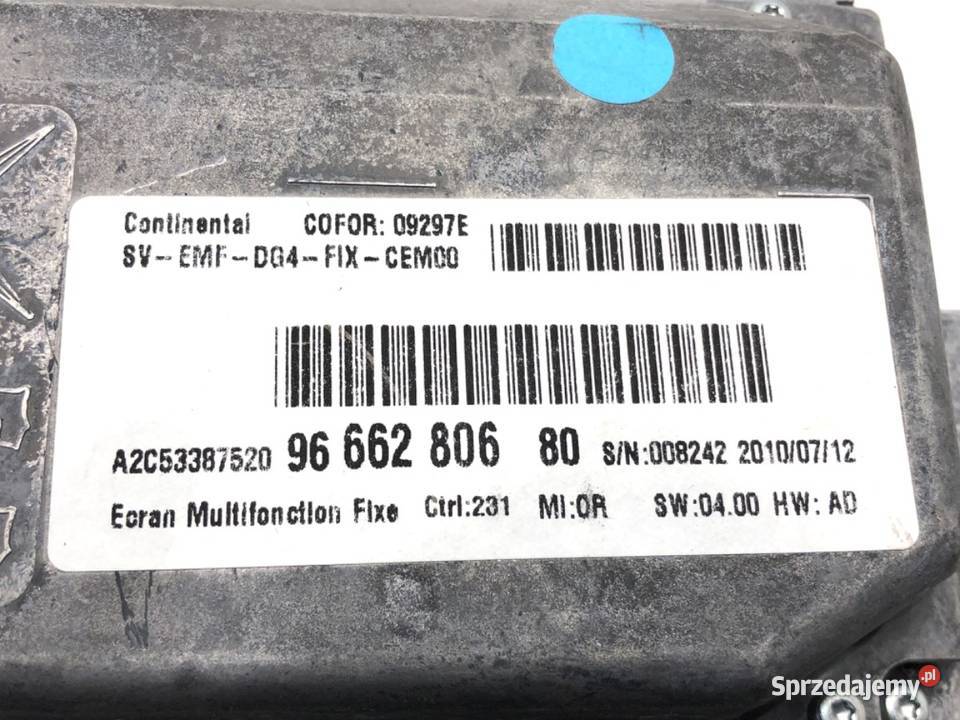 Continental COFOR: 09297E
SV-EMF-DG4-FIX-CEM00
A2C53387520 96 662 806 80 S/N:008242 2010/07/12
Ecran Multifonction Fixe Ctrl:231 MI:OR SW:04.00 HW: AD
Sprzedajemy.pl